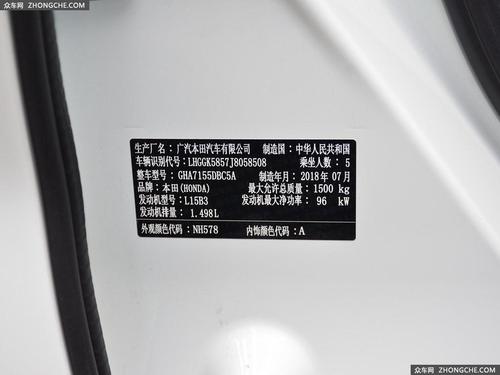 众车网 ZHONGCHE.COM
众车网 ZHONGCHE.COM
生产厂名：广汽本田汽车有限公司 制造国：中华人民共和国
车辆识别代号：LHGGK5857J8058508 乘坐人数：5
整车型号：GHA7155DBC5A 制造年月：2018年07月
品牌：本田(HONDA) 最大允许总质量：1500 kg
发动机型号：L15B3 发动机最大净功率：96 kW
发动机排量：1.498L
外观颜色代码：NH578 内饰颜色代码：A
众车网 ZHONGCHE.COM